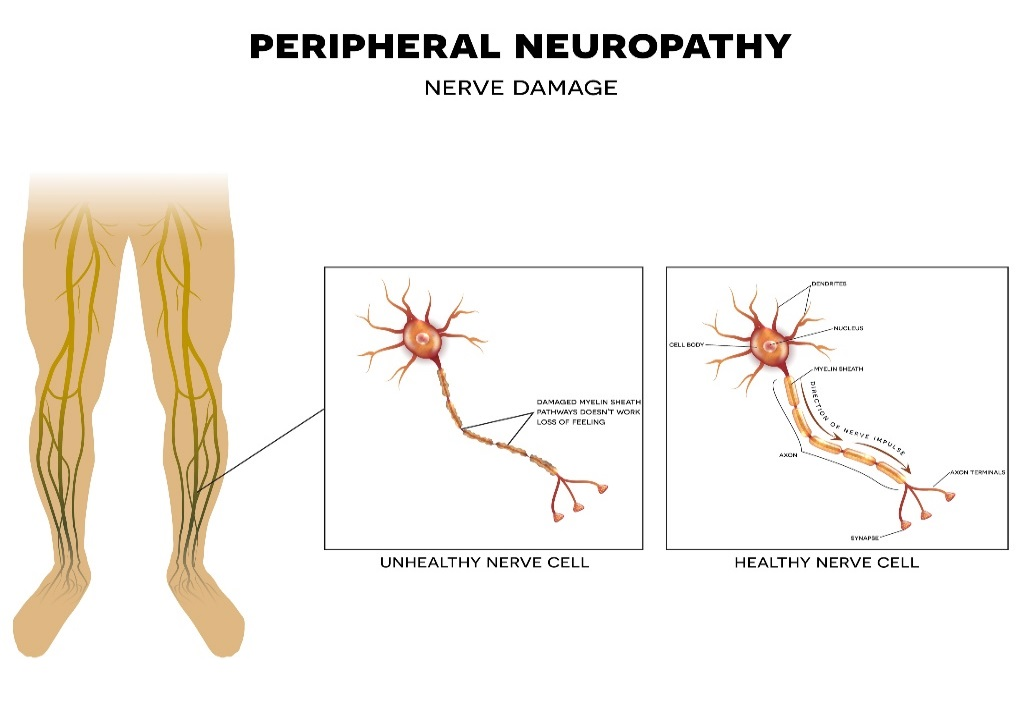 PERIPHERAL NEUROPATHY
NERVE DAMAGE
DAMAGED MYELIN SHEATH
PATHWAYS DOESN'T WORK
LOSS OF FEELING
UNHEALTHY NERVE CELL
DENDRITES
NUCLEUS
CELL BODY
MYELIN SHEATH
DIRECTION OF NERVE IMPULSE
AXON
AXON TERMINALS
SYNAPSE
HEALTHY NERVE CELL